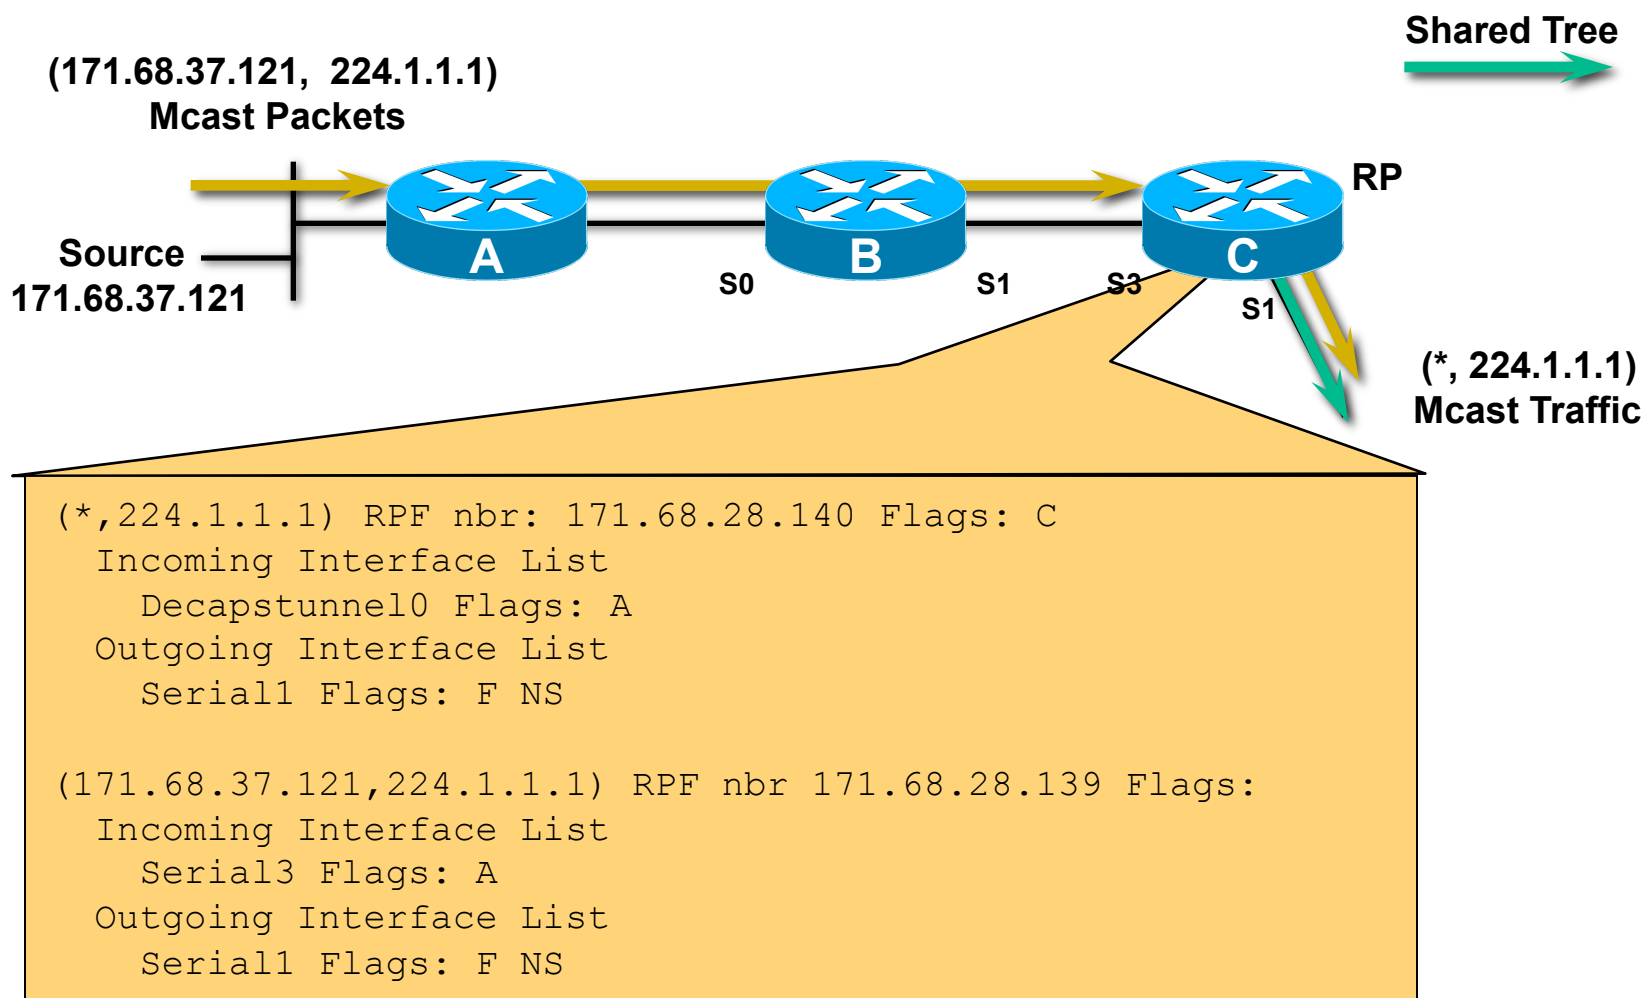 Shared Tree
(171.68.37.121, 224.1.1.1)
Mcast Packets
RP
A
B
C
Source
171.68.37.121
S0
S1
S3
S1
(*, 224.1.1.1)
Mcast Traffic
(*,224.1.1.1) RPF nbr: 171.68.28.140 Flags: C
Incoming Interface List
Decapstunnel0 Flags: A
Outgoing Interface List
Serial1 Flags: F NS
(171.68.37.121,224.1.1.1) RPF nbr 171.68.28.139 Flags:
Incoming Interface List
Serial3 Flags: A
Outgoing Interface List
Serial1 Flags: F NS